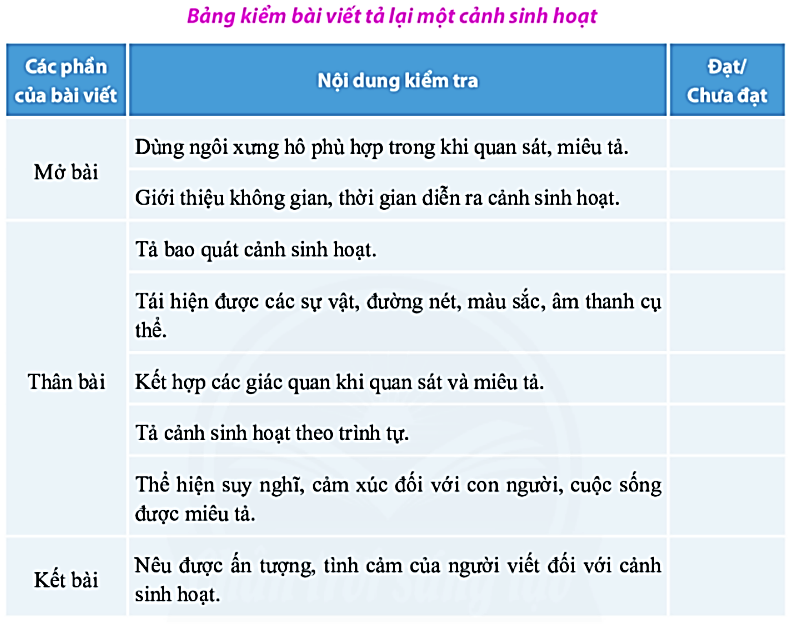 Bảng kiểm bài viết tả lại một cảnh sinh hoạt
Các phần
của bài viết
Nội dung kiểm tra
Đạt/
Chưa đạt
Mở bài
Dùng ngôi xưng hô phù hợp trong khi quan sát, miêu tả.
Giới thiệu không gian, thời gian diễn ra cảnh sinh hoạt.
Thân bài
Tả bao quát cảnh sinh hoạt.
Tái hiện được các sự vật, đường nét, màu sắc, âm thanh cụ
thể.
Kết hợp các giác quan khi quan sát và miêu tả.
Tả cảnh sinh hoạt theo trình tự.
Thể hiện suy nghĩ, cảm xúc đối với con người, cuộc sống
được miêu tả.
Kết bài
Nêu được ấn tượng, tình cảm của người viết đối với cảnh
sinh hoạt.